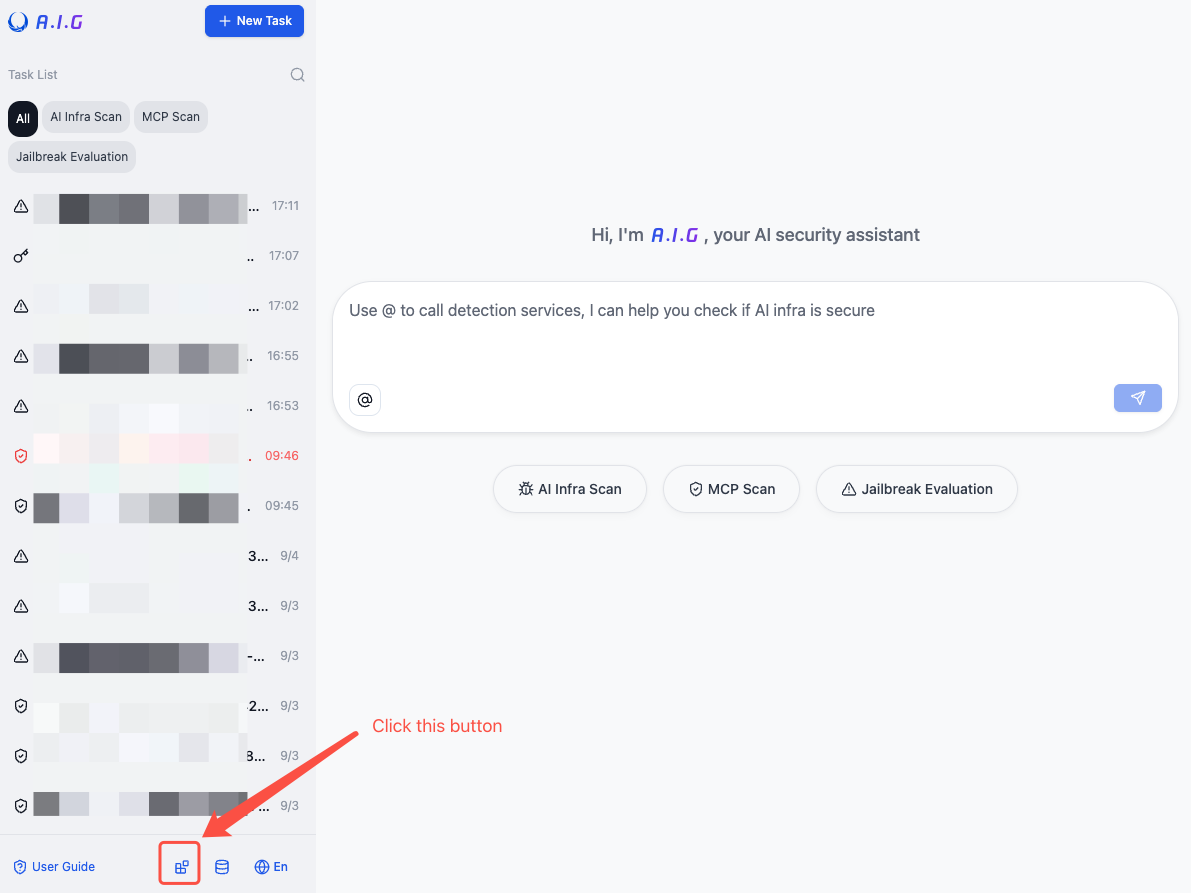 A.I.G
New Task
Task List
All
AI Infra Scan
MCP Scan
Jailbreak Evaluation
... 17:11
.. 17:07
... 17:02
. 16:55
. 16:53
. 09:46
. 09:45
3... 9/4
3... 9/3
-... 9/3
2... 9/3
8... 9/3
... 9/3
User Guide
En
Hi, I'm A.I.G , your AI security assistant
Use @ to call detection services, I can help you check if AI infra is secure
@
AI Infra Scan
MCP Scan
Jailbreak Evaluation
Click this button